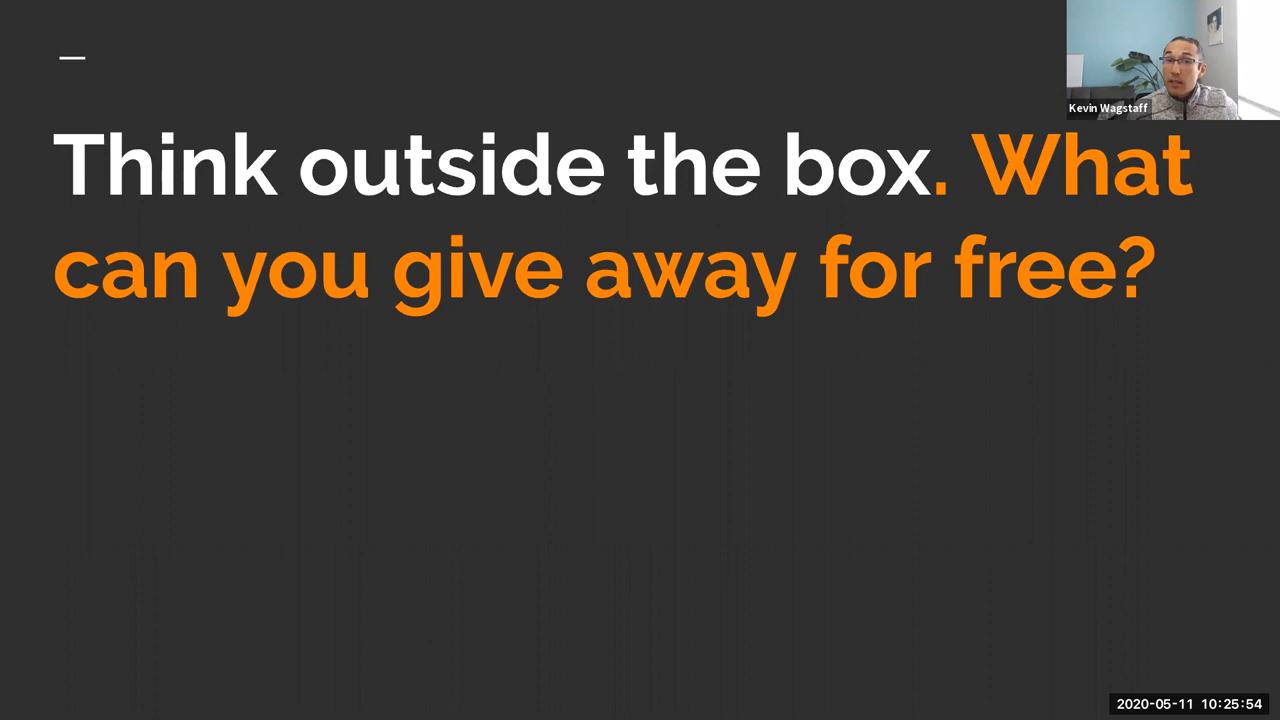 Kevin Wagstaff
Think outside the box. What
can you give away for free?
2020-05-11 10:25:54